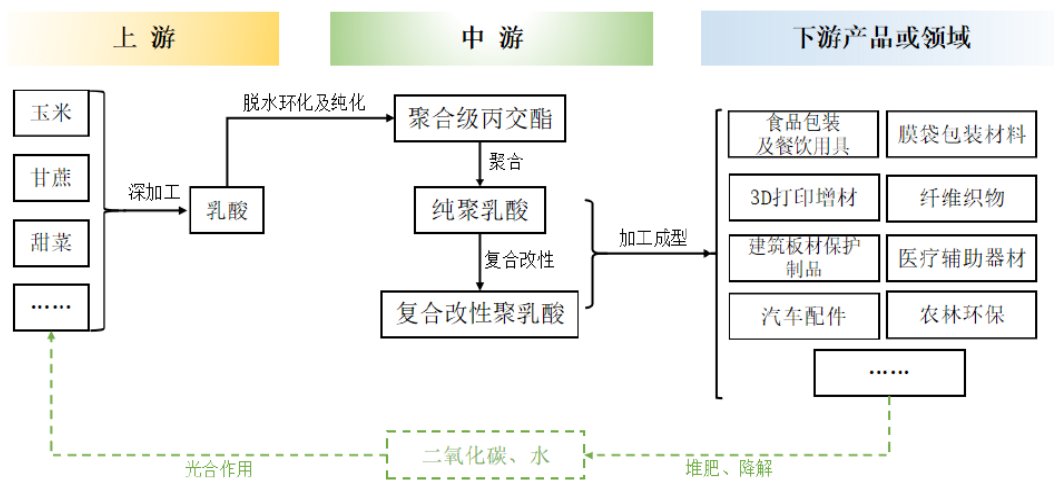 上 游
中 游
下游产品或领域
玉米
甘蔗
甜菜
……
深加工
乳酸
脱水环化及纯化
聚合级丙交酯
聚合
纯聚乳酸
复合改性
复合改性聚乳酸
加工成型
食品包装
及餐饮用具
膜袋包装材料
3D打印增材
纤维织物
建筑板材保护
制品
医疗辅助器材
汽车配件
农林环保
……
光合作用
二氧化碳、水
堆肥、降解